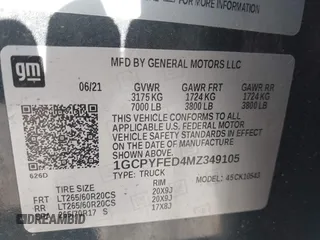 gm
MFD BY GENERAL MOTORS LLC
06/21 GVWR GAWR FRT GAWR RR
3175 KG 1724 KG 1724 KG
7000 LB 3800 LB 3800 LB
THIS VEHICLE CONFORMS TO ALL APPLICABLE
U.S. FEDERAL MOTOR
VEHICLE SAFETY STANDARDS IN
EFFECT ON THE DATE OF
MANUFACTURE SHOWN ABOVE.
1GCPYFED4MZ349105
TYPE: TRUCK
626D
TIRE SIZE RIM
FRT LT265/60R20CS 20X9J
RR LT265/60R20CS 20X9J
17X8J
© DREAMBID AUTO AUCTIONS